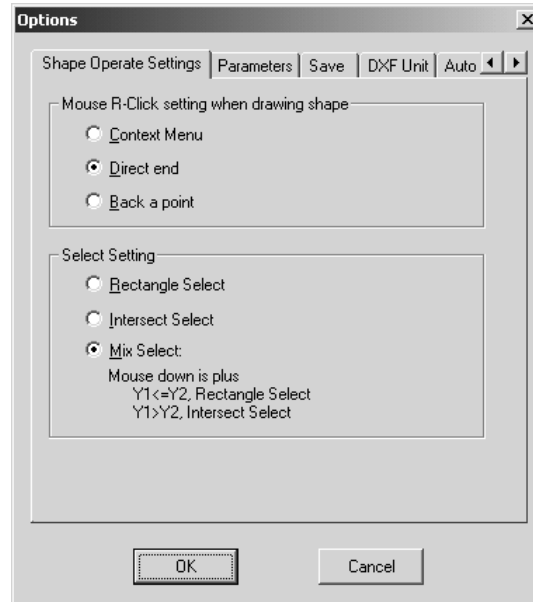 Options
Shape Operate Settings Parameters Save DXF Unit Auto
Mouse R-Click setting when drawing shape
Context Menu
Direct end
Back a point
Select Setting
Rectangle Select
Intersect Select
Mix Select:
Mouse down is plus
Y1<=Y2, Rectangle Select
Y1>Y2, Intersect Select
OK Cancel